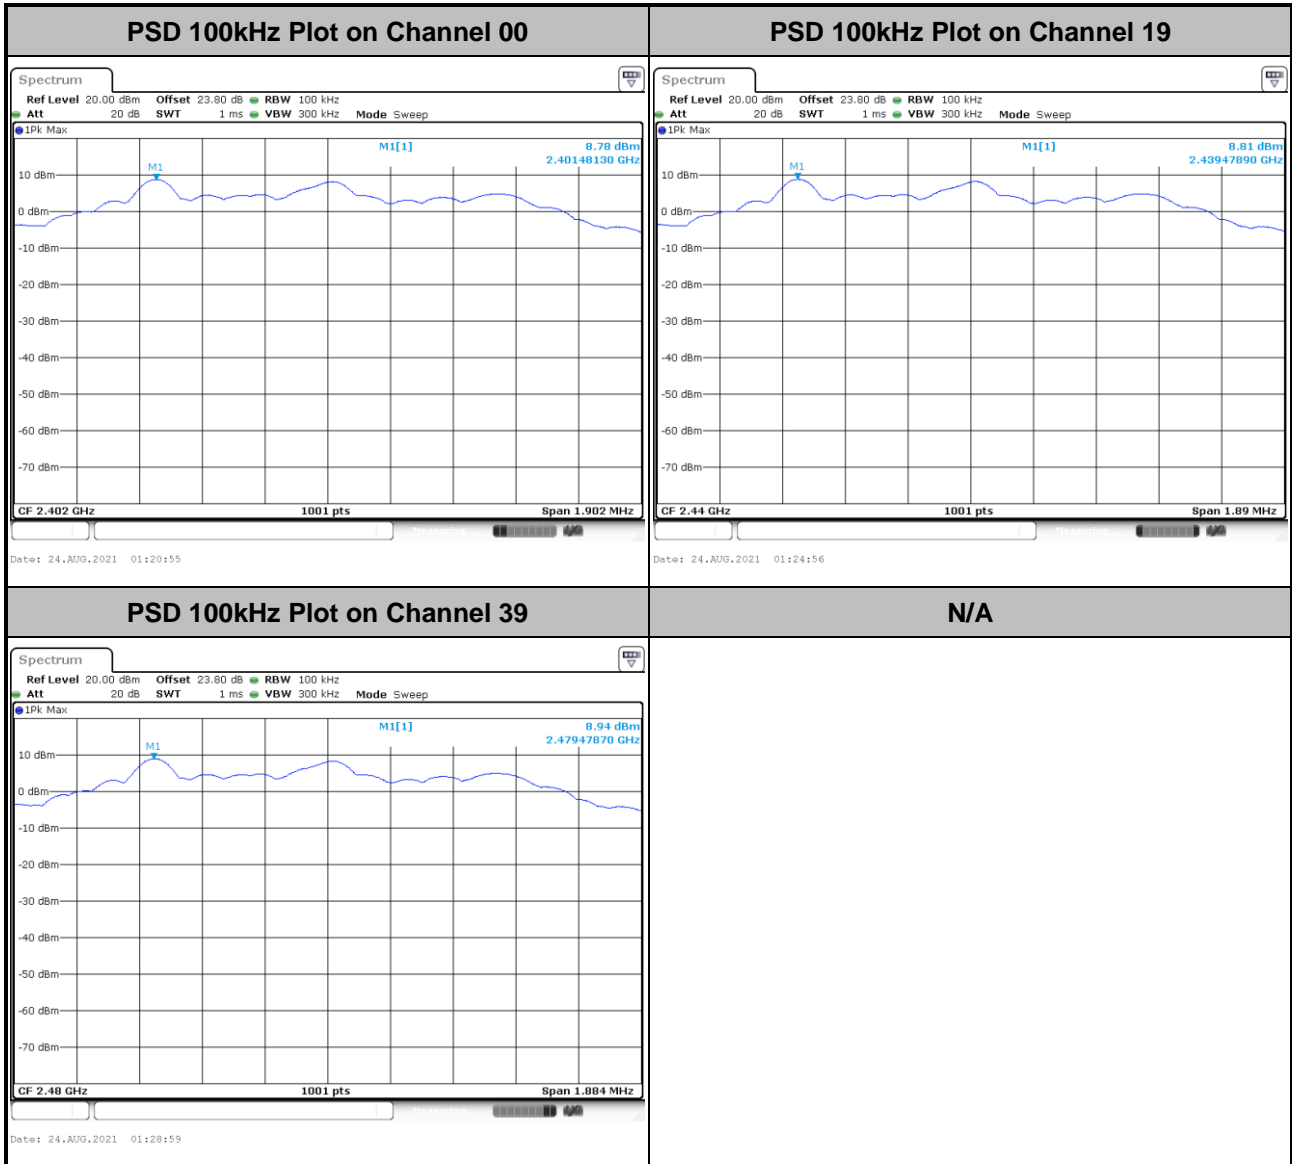 PSD 100kHz Plot on Channel 00
PSD 100kHz Plot on Channel 19
Spectrum
Ref Level 20.00 dBm Offset 23.80 dB RBW 100 kHz
Att 20 dB SWT 1 ms VBW 300 kHz Mode Sweep
1Pk Max
M1[1] 8.78 dBm
2.40148130 GHz
M1
10 dBm
0 dBm
-10 dBm
-20 dBm
-30 dBm
-40 dBm
-50 dBm
-60 dBm
-70 dBm
CF 2.402 GHz 1001 pts Span 1.902 MHz
Measuring
Date: 24.AUG.2021 01:20:55
Spectrum
Ref Level 20.00 dBm Offset 23.80 dB RBW 100 kHz
Att 20 dB SWT 1 ms VBW 300 kHz Mode Sweep
1Pk Max
M1[1] 8.81 dBm
2.43947890 GHz
M1
10 dBm
0 dBm
-10 dBm
-20 dBm
-30 dBm
-40 dBm
-50 dBm
-60 dBm
-70 dBm
CF 2.44 GHz 1001 pts Span 1.89 MHz
Measuring
Date: 24.AUG.2021 01:24:56
PSD 100kHz Plot on Channel 39
N/A
Spectrum
Ref Level 20.00 dBm Offset 23.80 dB RBW 100 kHz
Att 20 dB SWT 1 ms VBW 300 kHz Mode Sweep
1Pk Max
M1[1] 8.94 dBm
2.47947870 GHz
M1
10 dBm
0 dBm
-10 dBm
-20 dBm
-30 dBm
-40 dBm
-50 dBm
-60 dBm
-70 dBm
CF 2.48 GHz 1001 pts Span 1.884 MHz
Measuring
Date: 24.AUG.2021 01:28:59